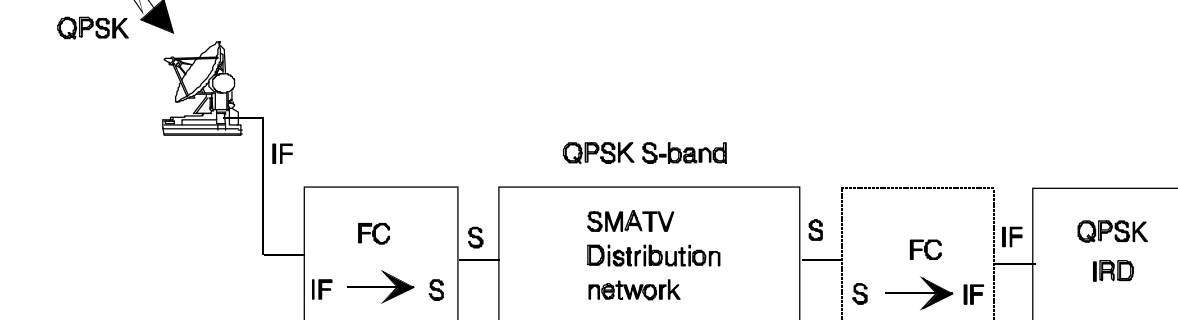 QPSK
IF
QPSK S-band
FC
IF S
S
SMATV
Distribution
network
S
FC
S IF
IF
QPSK
IRD